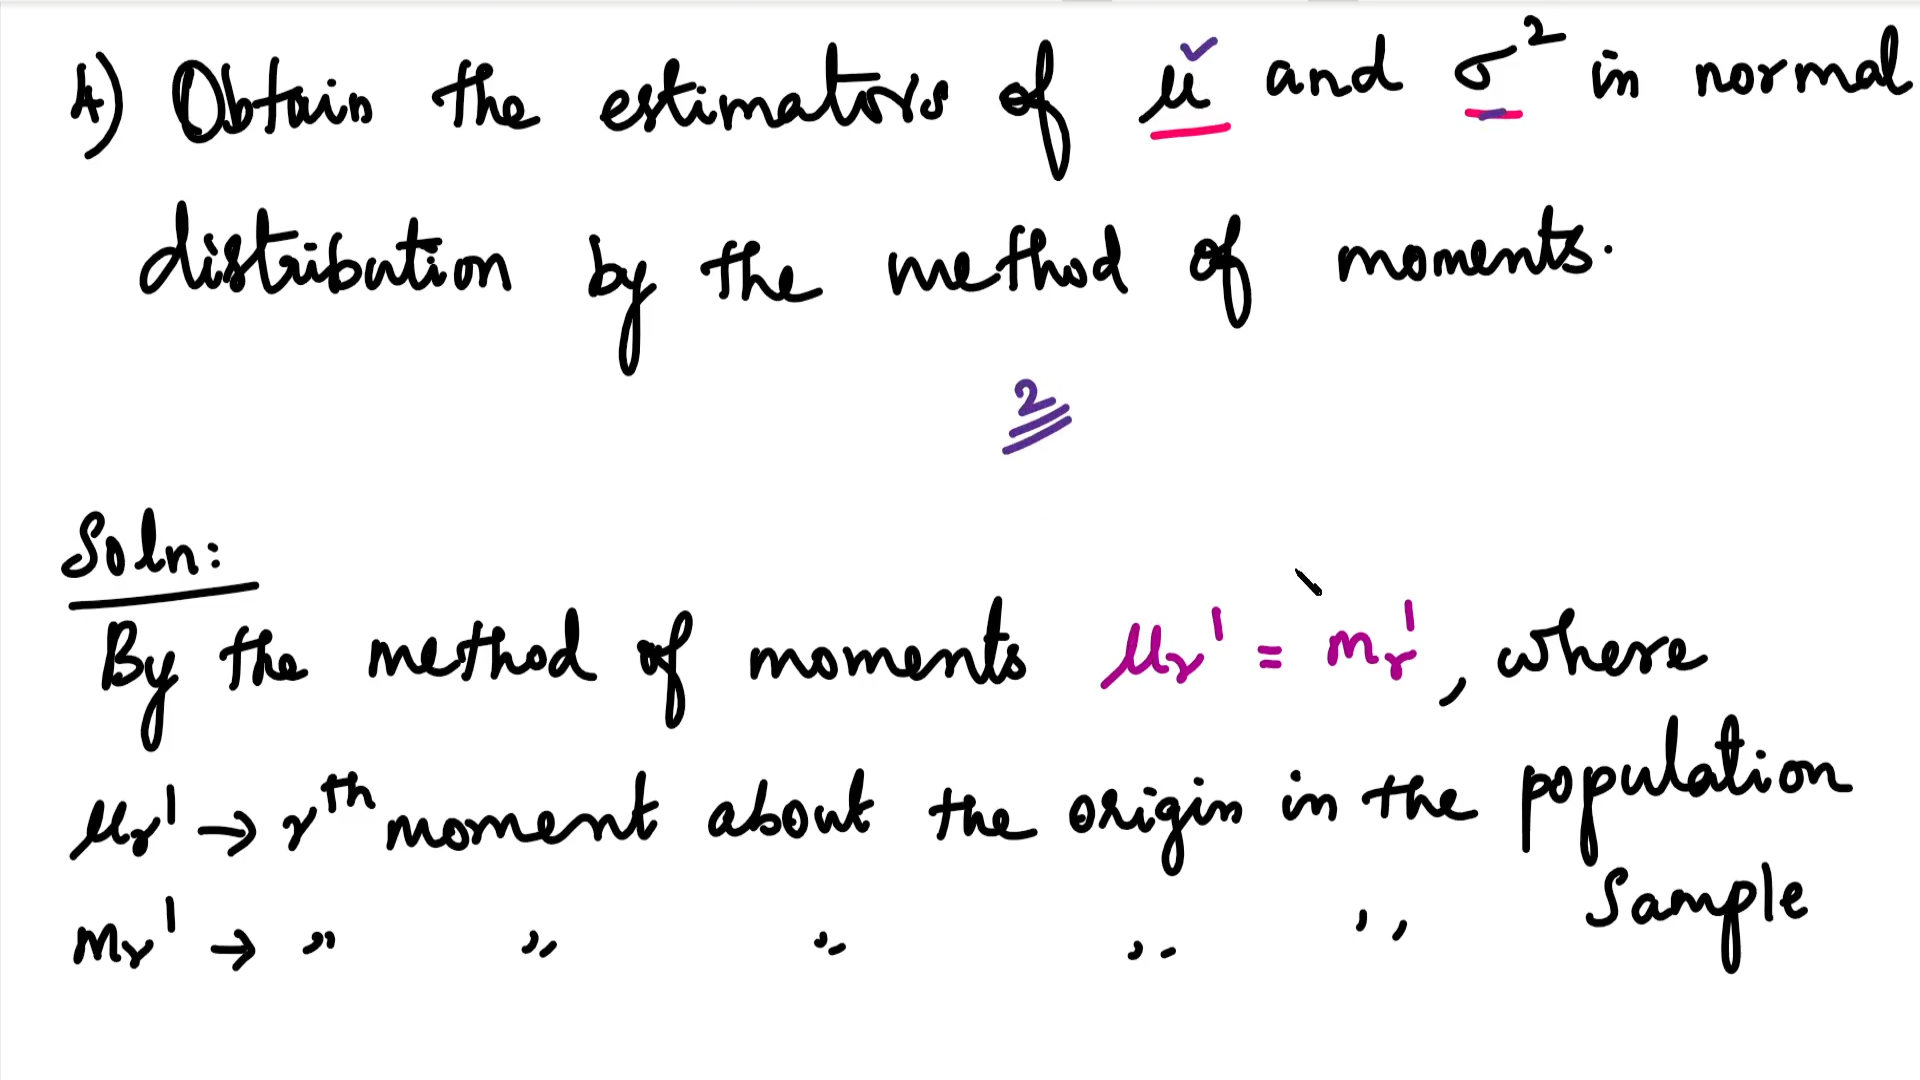 4) Obtain the estimators of μ and σ² in normal
distribution by the method of moments.
2
Soln:
By the method of moments μr' = mr', where
μr' → rth moment about the origin in the population
mr' → ,, ,, ,, ,, ,, Sample